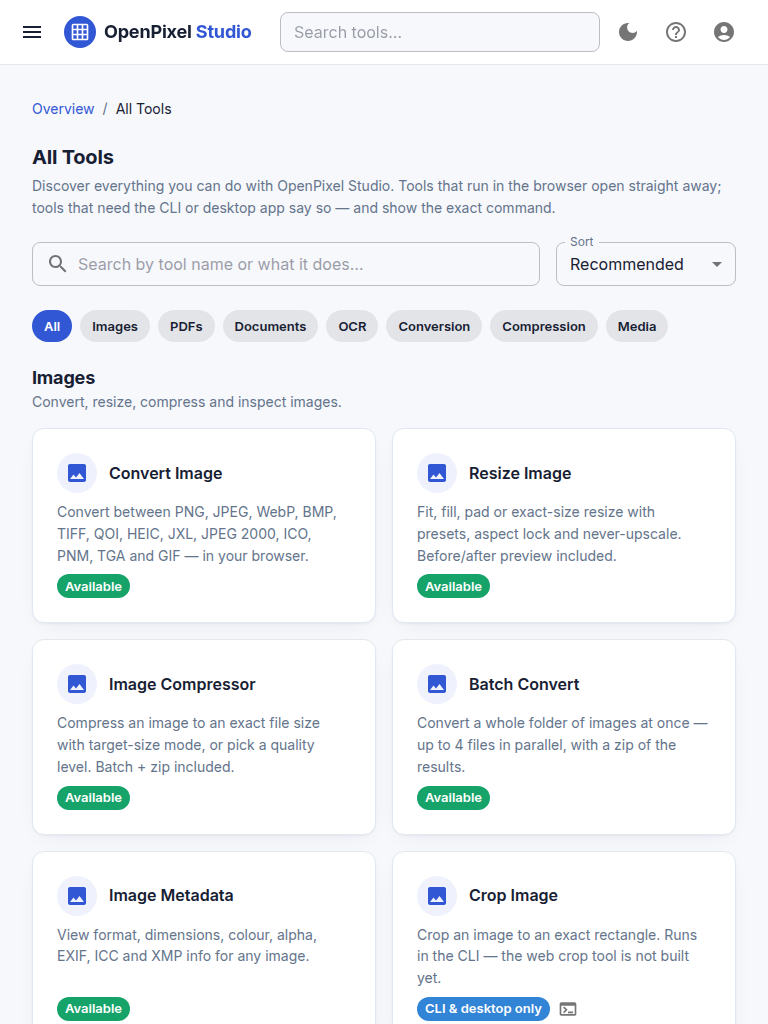 OpenPixel Studio
Search tools...
Overview / All Tools
All Tools
Discover everything you can do with OpenPixel Studio. Tools that run in the browser open straight away;
tools that need the CLI or desktop app say so — and show the exact command.
Search by tool name or what it does...
Sort
Recommended
All
Images
PDFs
Documents
OCR
Conversion
Compression
Media
Images
Convert, resize, compress and inspect images.
Convert Image
Convert between PNG, JPEG, WebP, BMP,
TIFF, QOI, HEIC, JXL, JPEG 2000, ICO,
PNM, TGA and GIF — in your browser.
Available
Resize Image
Fit, fill, pad or exact-size resize with
presets, aspect lock and never-upscale.
Before/after preview included.
Available
Image Compressor
Compress an image to an exact file size
with target-size mode, or pick a quality
level. Batch + zip included.
Available
Batch Convert
Convert a whole folder of images at once —
up to 4 files in parallel, with a zip of the
results.
Available
Image Metadata
View format, dimensions, colour, alpha,
EXIF, ICC and XMP info for any image.
Available
Crop Image
Crop an image to an exact rectangle. Runs
in the CLI — the web crop tool is not built
yet.
CLI & desktop only